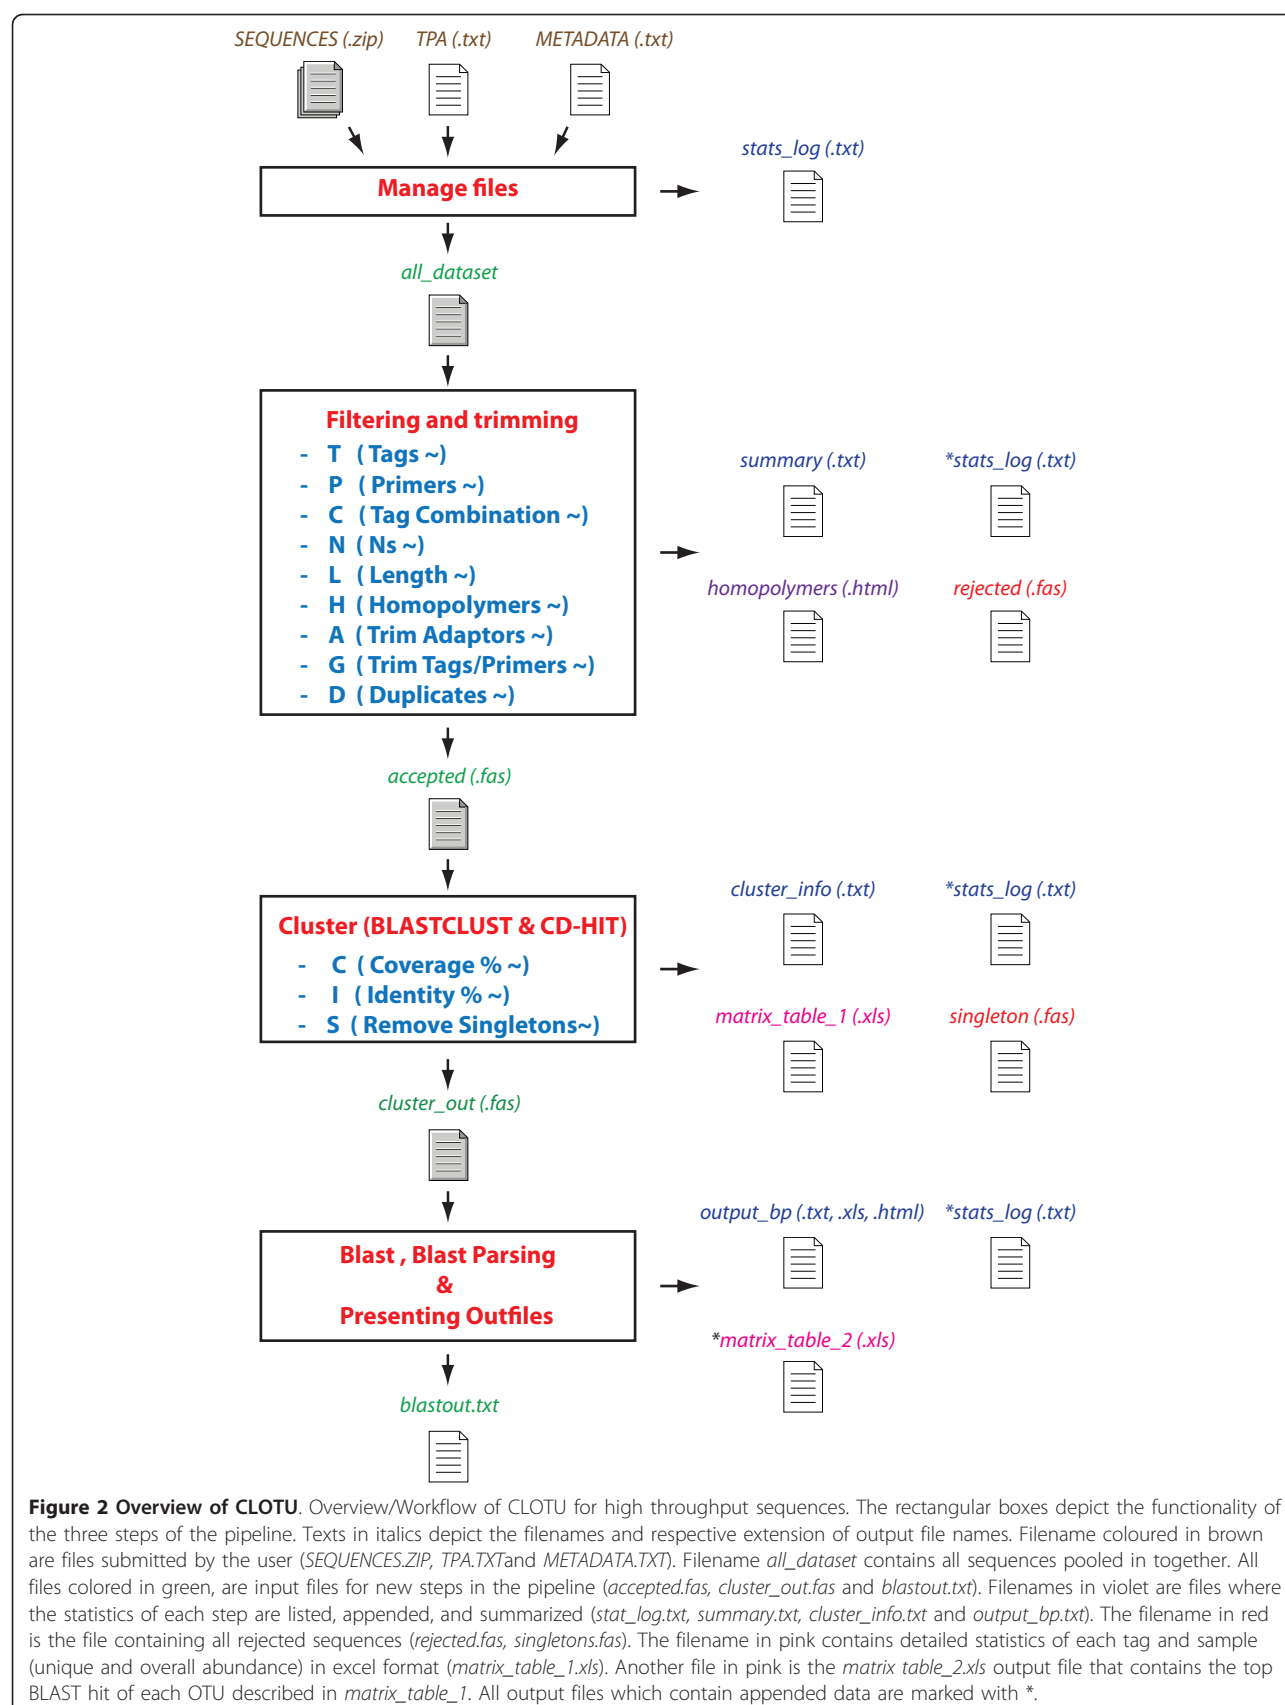 SEQUENCES (.zip) TPA (.txt) METADATA (.txt)
stats_log (.txt)
Manage files
all_dataset
Filtering and trimming
- T ( Tags ~)
- P ( Primers ~)
- C ( Tag Combination ~)
- N ( Ns ~)
- L ( Length ~)
- H ( Homopolymers ~)
- A ( Trim Adaptors ~)
- G ( Trim Tags/Primers ~)
- D ( Duplicates ~)
summary (.txt) *stats_log (.txt)
homopolymers (.html) rejected (.fas)
accepted (.fas)
cluster_info (.txt) *stats_log (.txt)
Cluster (BLASTCLUST & CD-HIT)
- C ( Coverage % ~)
- I ( Identity % ~)
- S ( Remove Singletons~)
matrix_table_1 (.xls) singleton (.fas)
cluster_out (.fas)
output_bp (.txt, .xls, .html) *stats_log (.txt)
Blast , Blast Parsing
&
Presenting Outfiles
*matrix_table_2 (.xls)
blastout.txt
Figure 2 Overview of CLOTU. Overview/Workflow of CLOTU for high throughput sequences. The rectangular boxes depict the functionality of
the three steps of the pipeline. Texts in italics depict the filenames and respective extension of output file names. Filename coloured in brown
are files submitted by the user (SEQUENCES.ZIP, TPA.TXTand METADATA.TXT). Filename all_dataset contains all sequences pooled in together. All
files colored in green, are input files for new steps in the pipeline (accepted.fas, cluster_out.fas and blastout.txt). Filenames in violet are files where
the statistics of each step are listed, appended, and summarized (stat_log.txt, summary.txt, cluster_info.txt and output_bp.txt). The filename in red
is the file containing all rejected sequences (rejected.fas, singletons.fas). The filename in pink contains detailed statistics of each tag and sample
(unique and overall abundance) in excel format (matrix_table_1.xls). Another file in pink is the matrix table_2.xls output file that contains the top
BLAST hit of each OTU described in matrix_table_1. All output files which contain appended data are marked with *.